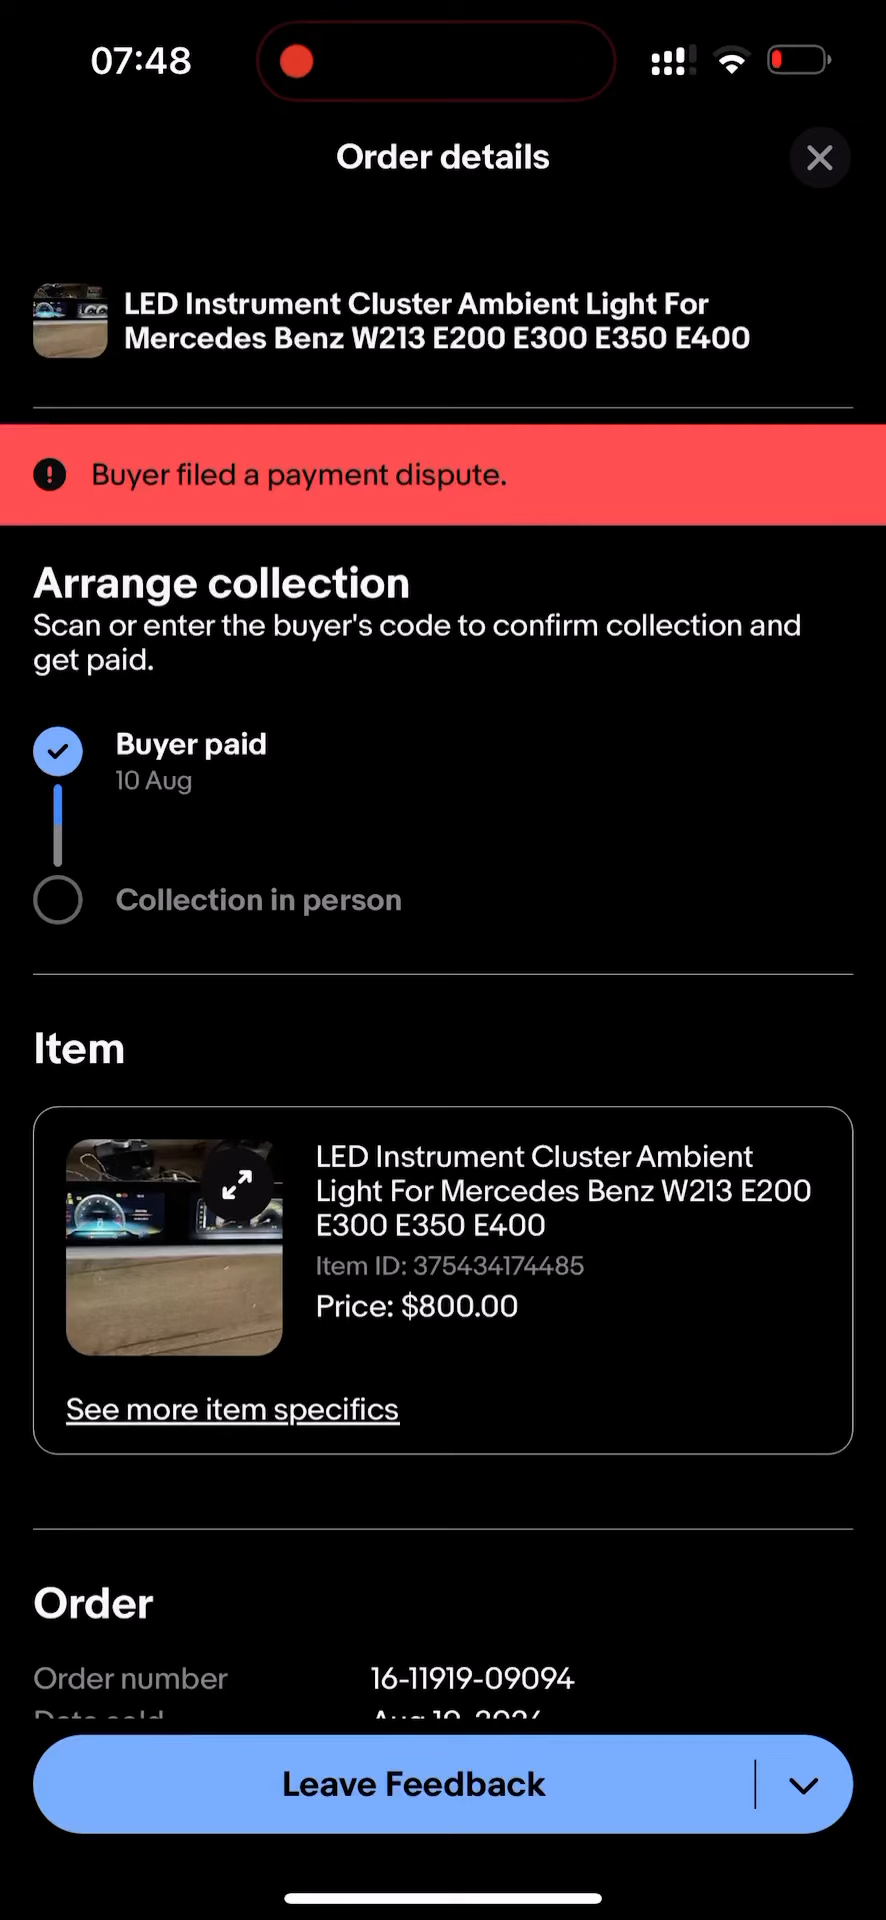 07:48
Order details
LED Instrument Cluster Ambient Light For
Mercedes Benz W213 E200 E300 E350 E400
Buyer filed a payment dispute.
Arrange collection
Scan or enter the buyer's code to confirm collection and
get paid.
Buyer paid
10 Aug
Collection in person
Item
LED Instrument Cluster Ambient
Light For Mercedes Benz W213 E200
E300 E350 E400
Item ID: 375434174485
Price: $800.00
See more item specifics
Order
Order number
16-11919-09094
Date sold
Leave Feedback